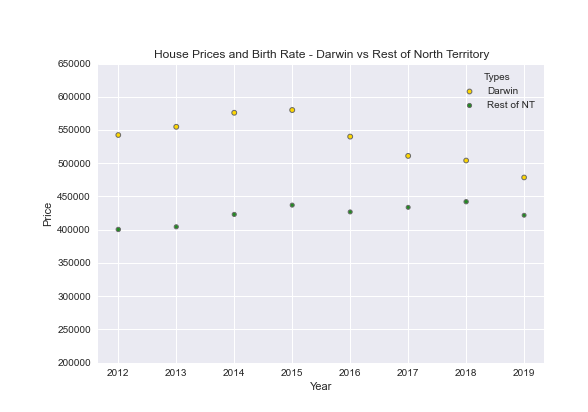 House Prices and Birth Rate - Darwin vs Rest of North Territory
Types
Darwin
Rest of NT
650000
600000
550000
500000
450000
400000
350000
300000
250000
200000
Price
2012 2013 2014 2015 2016 2017 2018 2019
Year